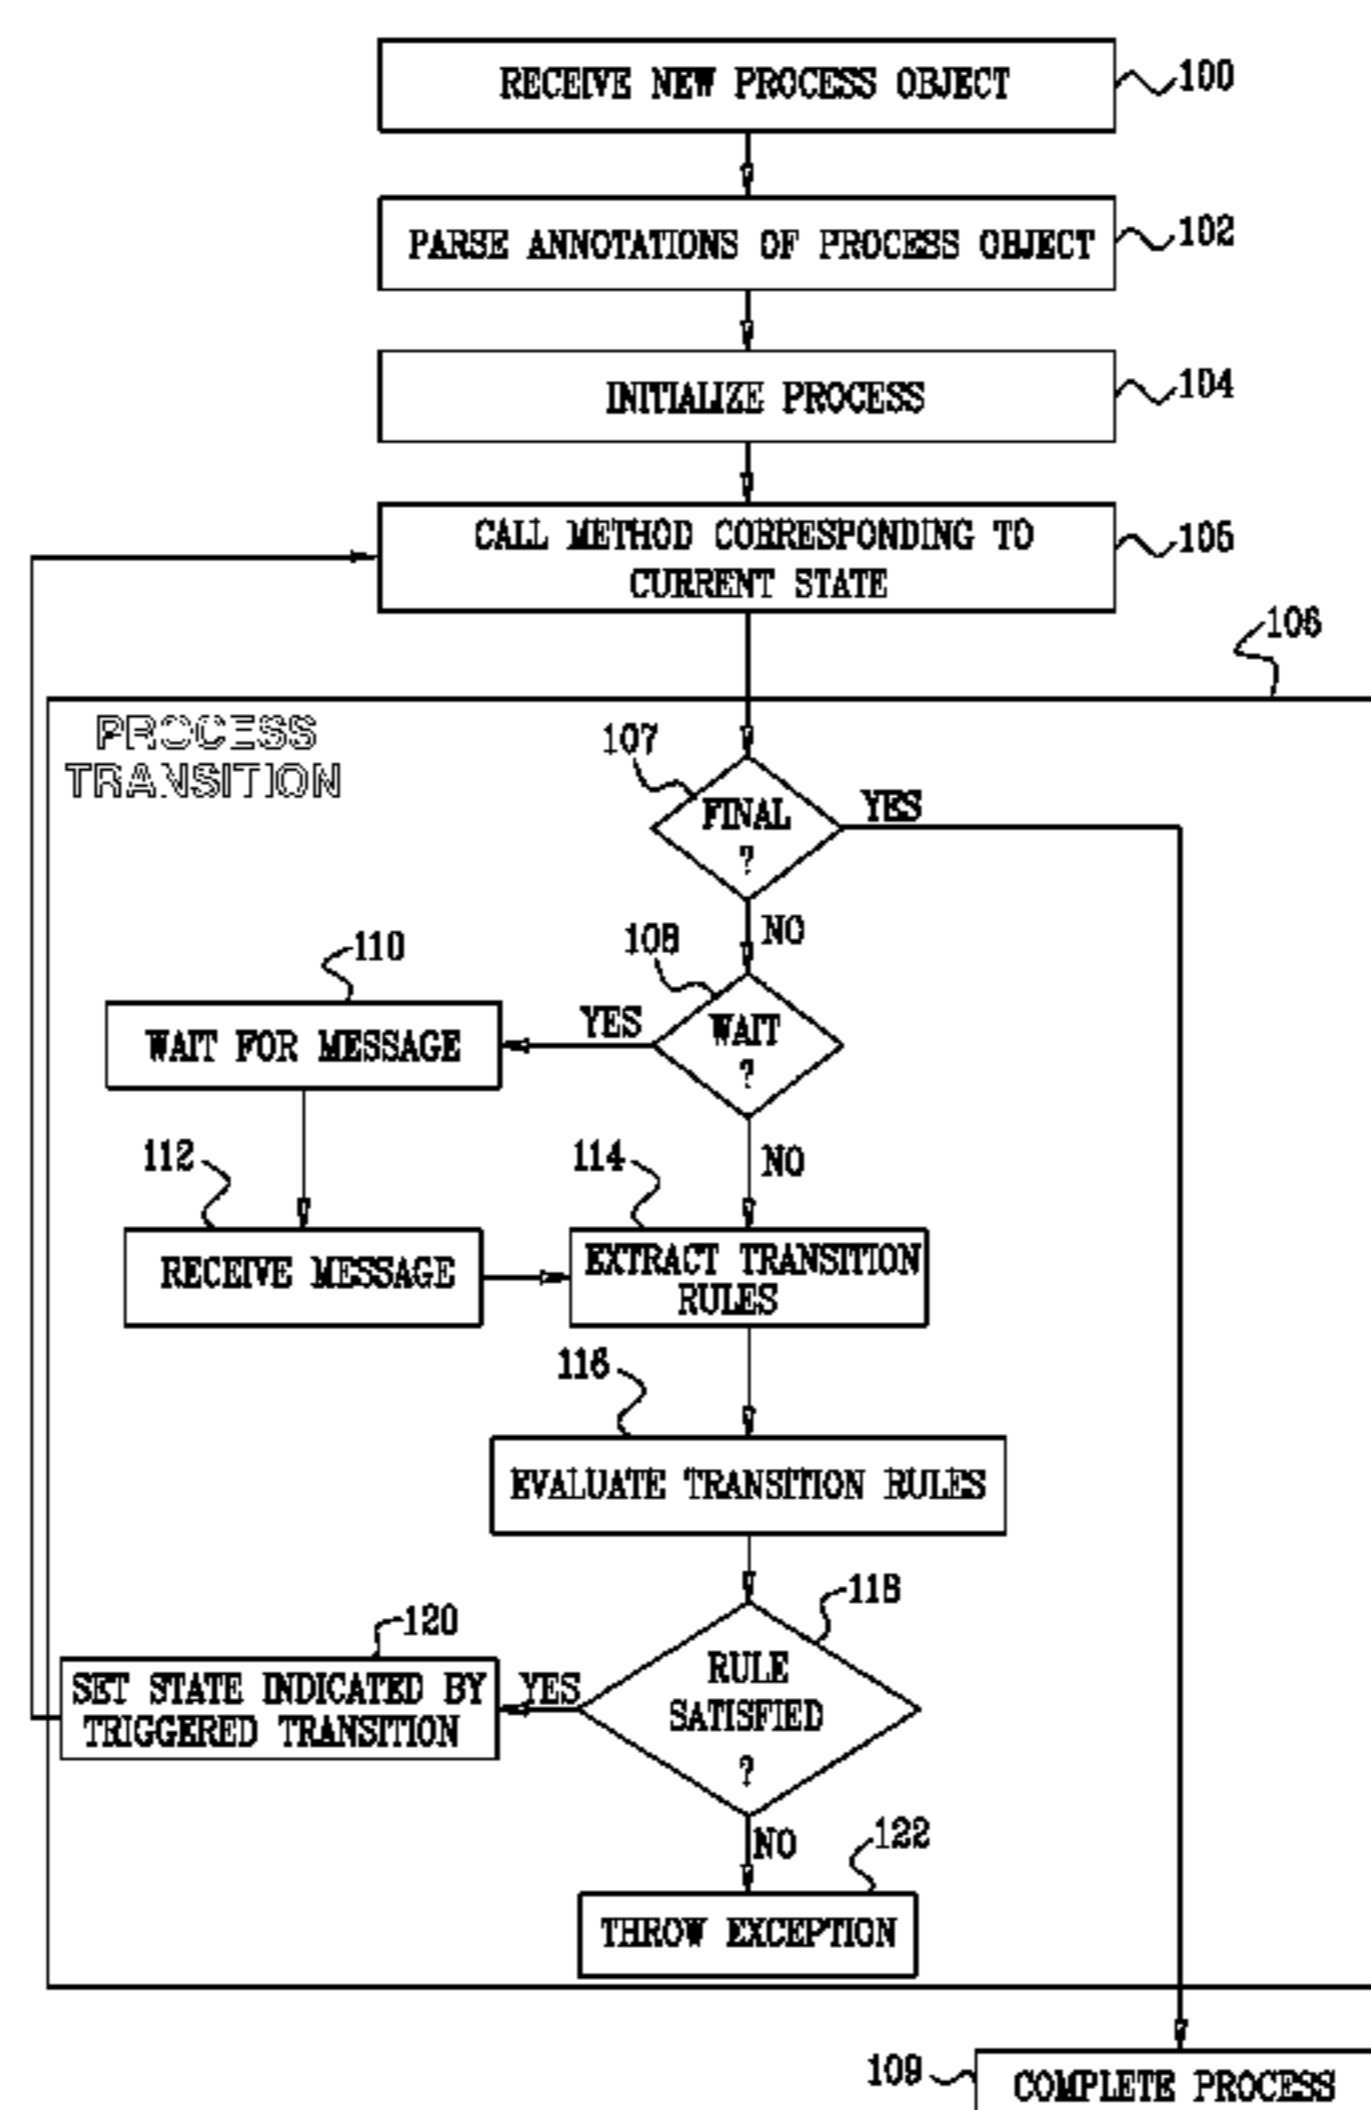 RECEIVE NEW PROCESS OBJECT
100
PARSE ANNOTATIONS OF PROCESS OBJECT
102
INITIALIZE PROCESS
104
CALL METHOD CORRESPONDING TO
CURRENT STATE
105
106
PROCESS
TRANSITION
107
FINAL
?
YES
NO
108
WAIT
?
YES
110
WAIT FOR MESSAGE
NO
112
RECEIVE MESSAGE
114
EXTRACT TRANSITION
RULES
116
EVALUATE TRANSITION RULES
118
RULE
SATISFIED
?
YES
120
SET STATE INDICATED BY
TRIGGERED TRANSITION
NO
122
THROW EXCEPTION
109
COMPLETE PROCESS